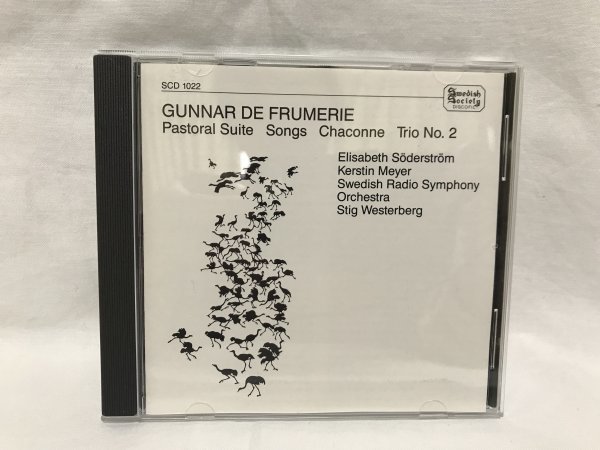 SCD 1022
Swedish
Society
DISCOFIL
GUNNAR DE FRUMERIE
Pastoral Suite Songs Chaconne Trio No. 2
Elisabeth Söderström
Kerstin Meyer
Swedish Radio Symphony
Orchestra
Stig Westerberg